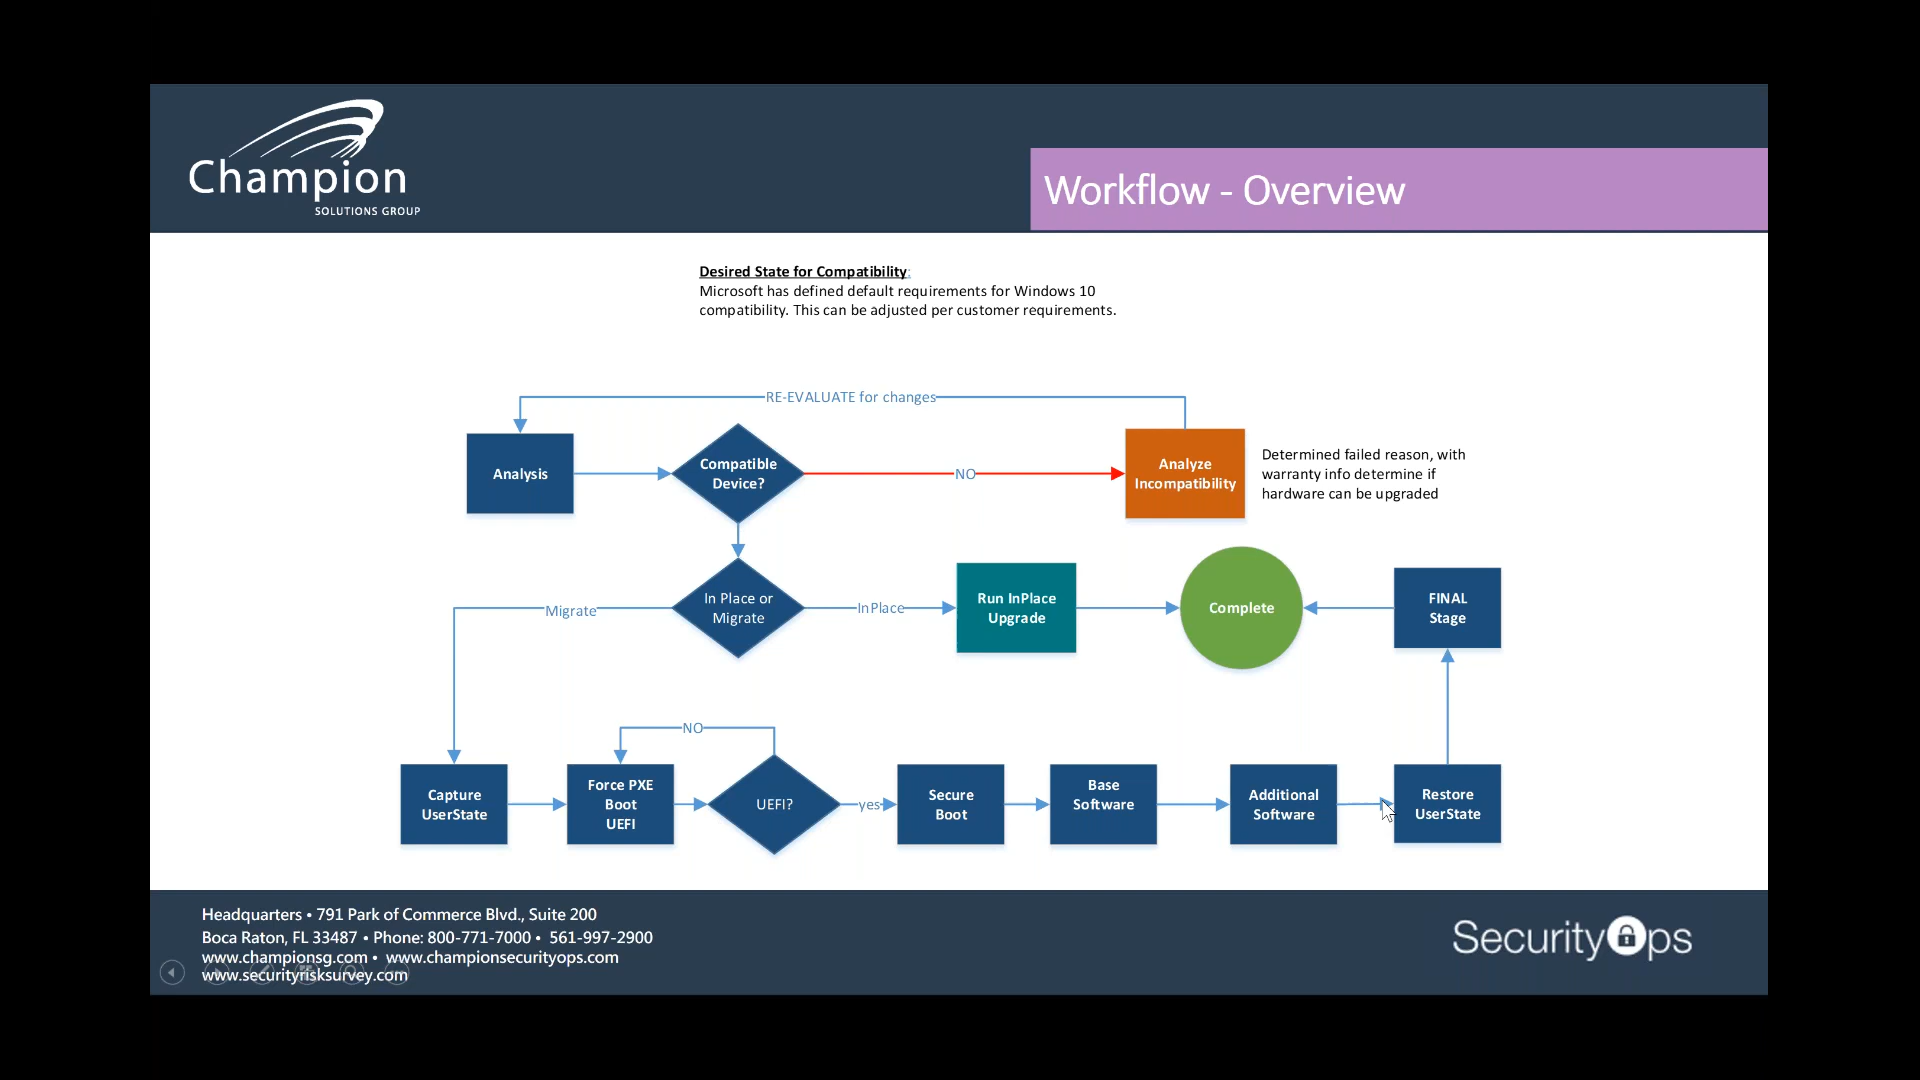 Champion
SOLUTIONS GROUP
Workflow - Overview
Desired State for Compatibility:
Microsoft has defined default requirements for Windows 10
compatibility. This can be adjusted per customer requirements.
RE-EVALUATE for changes
Analysis
Compatible
Device?
NO
Analyze
Incompatibility
Determined failed reason, with
warranty info determine if
hardware can be upgraded
Migrate
In Place or
Migrate
InPlace
Run InPlace
Upgrade
Complete
FINAL
Stage
NO
Capture
UserState
Force PXE
Boot
UEFI
UEFI?
yes
Secure
Boot
Base
Software
Additional
Software
Restore
UserState
Headquarters • 791 Park of Commerce Blvd., Suite 200
Boca Raton, FL 33487 • Phone: 800-771-7000 • 561-997-2900
www.championsg.com • www.championsecurityops.com
www.securityrisksurvey.com
SecurityOps